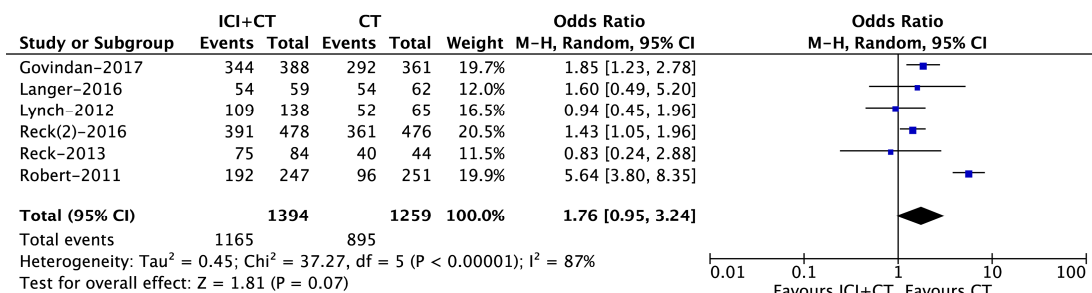 ICI+CT CT Odds Ratio Odds Ratio
Study or Subgroup Events Total Events Total Weight M-H, Random, 95% CI M-H, Random, 95% CI
Govindan-2017 344 388 292 361 19.7% 1.85 [1.23, 2.78]
Langer-2016 54 59 54 62 12.0% 1.60 [0.49, 5.20]
Lynch-2012 109 138 52 65 16.5% 0.94 [0.45, 1.96]
Reck(2)-2016 391 478 361 476 20.5% 1.43 [1.05, 1.96]
Reck-2013 75 84 40 44 11.5% 0.83 [0.24, 2.88]
Robert-2011 192 247 96 251 19.9% 5.64 [3.80, 8.35]
Total (95% CI) 1394 1259 100.0% 1.76 [0.95, 3.24]
Total events 1165 895
Heterogeneity: Tau² = 0.45; Chi² = 37.27, df = 5 (P < 0.00001); I² = 87%
Test for overall effect: Z = 1.81 (P = 0.07)
0.01 0.1 1 10 100
Favours ICI+CT Favours CT